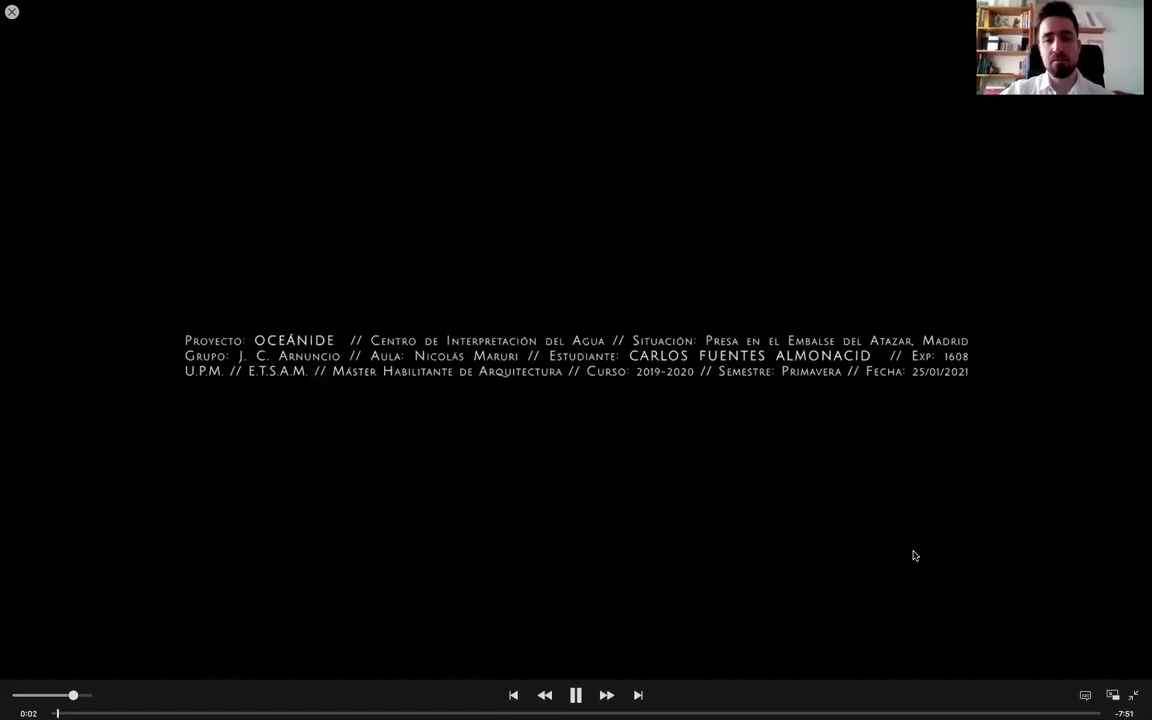 Proyecto: OCEÁNIDE // Centro de Interpretación del Agua // Situación: Presa en el Embalse del Atazar, Madrid
Grupo: J. C. Arnuncio // Aula: Nicolás Maruri // Estudiante: CARLOS FUENTES ALMONACID // Exp: 1608
U.P.M. // E.T.S.A.M. // Máster Habilitante de Arquitectura // Curso: 2019-2020 // Semestre: Primavera // Fecha: 25/01/2021
0:02
-7:51